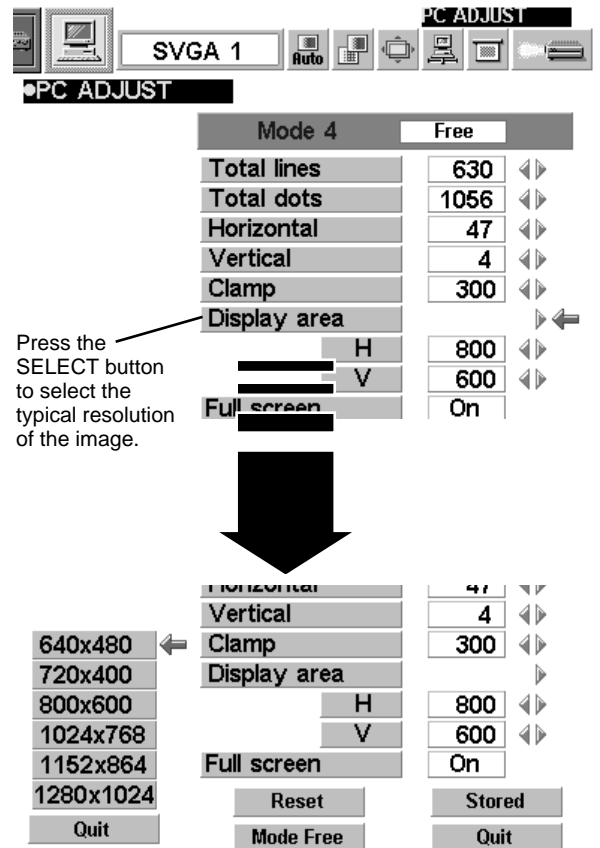 PC ADJUST
SVGA 1
Auto
●PC ADJUST
Mode 4 Free
Total lines 630
Total dots 1056
Horizontal 47
Vertical 4
Clamp 300
Display area
H 800
V 600
Full screen On
Press the
SELECT button
to select the
typical resolution
of the image.
Horizontal 47
Vertical 4
Clamp 300
Display area
H 800
V 600
Full screen On
640x480
720x400
800x600
1024x768
1152x864
1280x1024
Quit
Reset Stored
Mode Free Quit